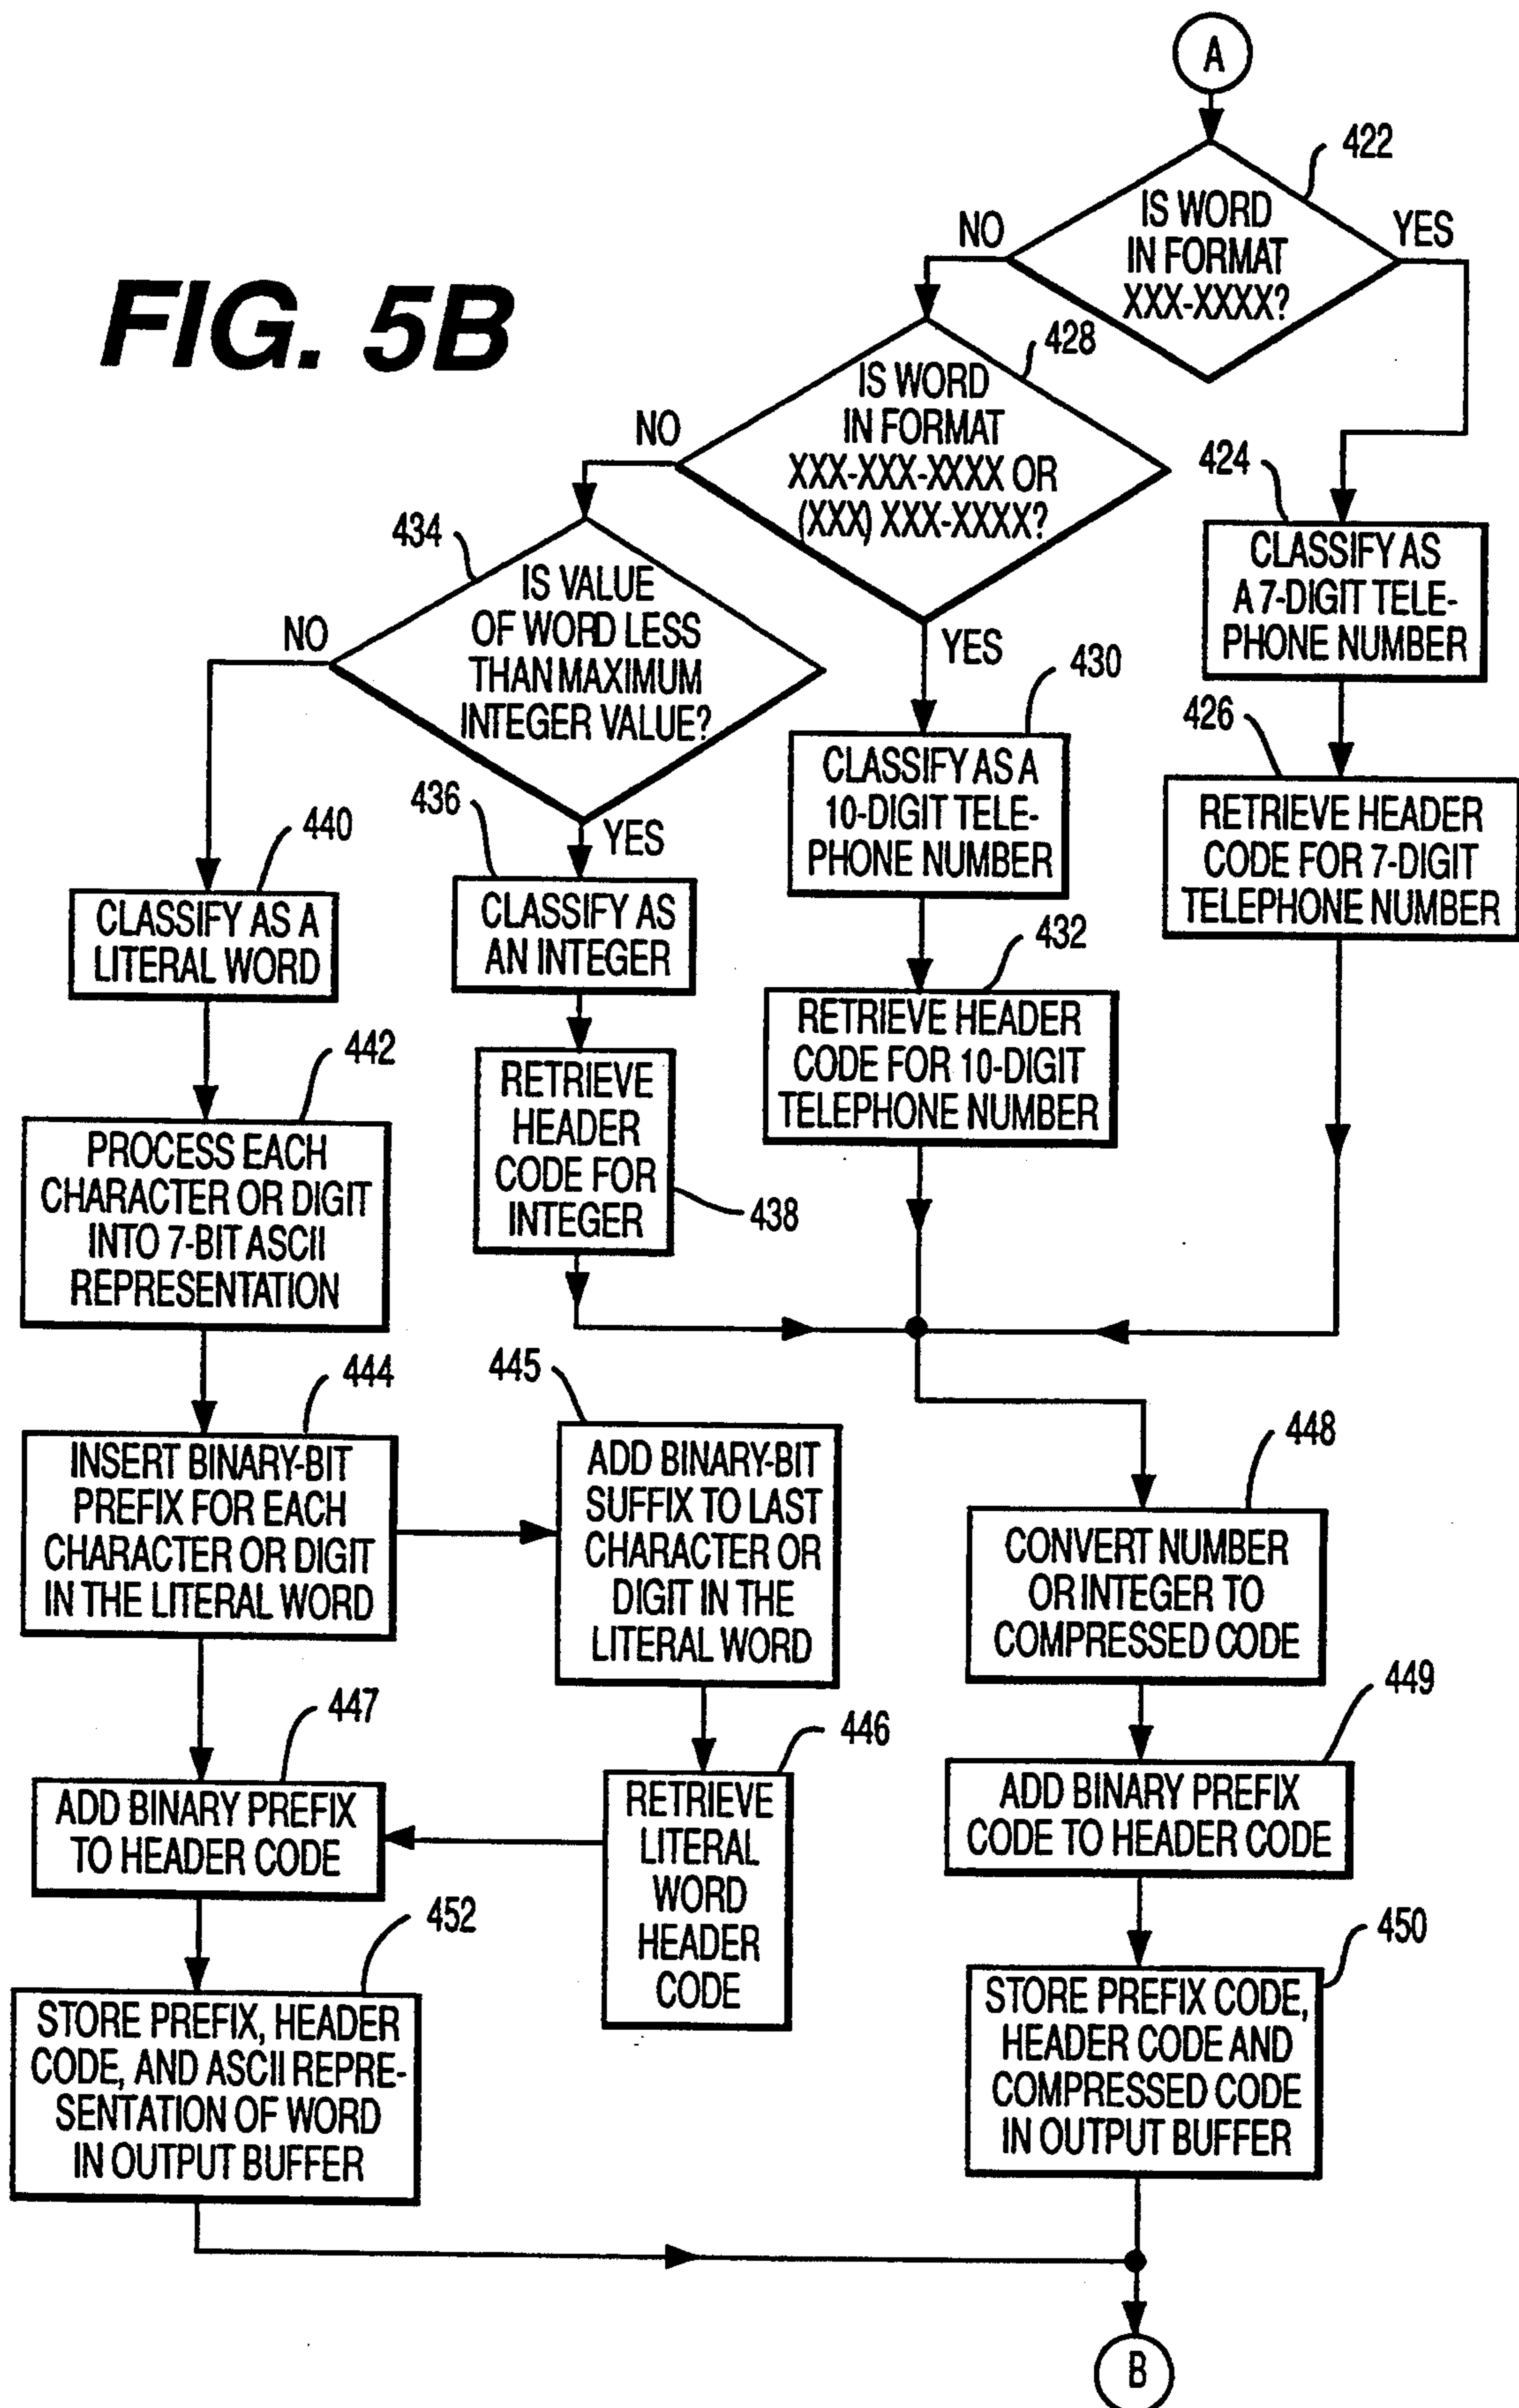 A
422
IS WORD
IN FORMAT
XXX-XXXX?
NO
YES
FIG. 5B
428
IS WORD
IN FORMAT
XXX-XXX-XXXX OR
(XXX) XXX-XXXX?
NO
YES
424
CLASSIFY AS
A 7-DIGIT TELE-
PHONE NUMBER
426
RETRIEVE HEADER
CODE FOR 7-DIGIT
TELEPHONE NUMBER
434
IS VALUE
OF WORD LESS
THAN MAXIMUM
INTEGER VALUE?
NO
YES
430
CLASSIFY AS A
10-DIGIT TELE-
PHONE NUMBER
432
RETRIEVE HEADER
CODE FOR 10-DIGIT
TELEPHONE NUMBER
436
CLASSIFY AS
AN INTEGER
RETRIEVE
HEADER
CODE FOR
INTEGER
438
440
CLASSIFY AS A
LITERAL WORD
442
PROCESS EACH
CHARACTER OR DIGIT
INTO 7-BIT ASCII
REPRESENTATION
444
INSERT BINARY-BIT
PREFIX FOR EACH
CHARACTER OR DIGIT
IN THE LITERAL WORD
445
ADD BINARY-BIT
SUFFIX TO LAST
CHARACTER OR
DIGIT IN THE
LITERAL WORD
446
RETRIEVE
LITERAL
WORD
HEADER
CODE
447
ADD BINARY PREFIX
TO HEADER CODE
452
STORE PREFIX, HEADER
CODE, AND ASCII REPRE-
SENTATION OF WORD
IN OUTPUT BUFFER
448
CONVERT NUMBER
OR INTEGER TO
COMPRESSED CODE
449
ADD BINARY PREFIX
CODE TO HEADER CODE
450
STORE PREFIX CODE,
HEADER CODE AND
COMPRESSED CODE
IN OUTPUT BUFFER
B